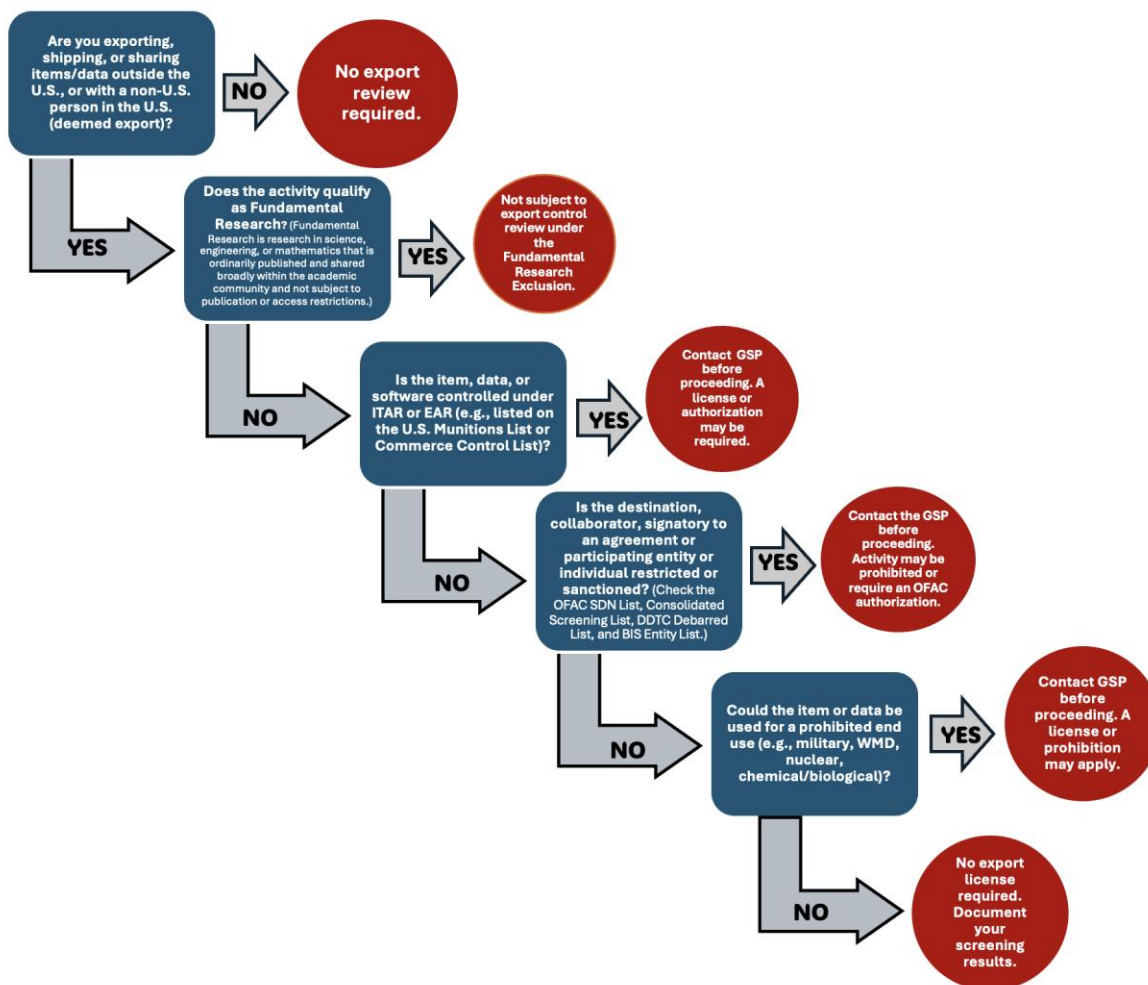 Are you exporting,
shipping, or sharing
items/data outside the
U.S., or with a non-U.S.
person in the U.S.
(deemed export)?
NO
No export
review
required.
YES
Does the activity qualify
as Fundamental
Research? (Fundamental
Research is research in science,
engineering, or mathematics that is
ordinarily published and shared
broadly within the academic
community and not subject to
publication or access restrictions.)
YES
Not subject to
export control
review under
the
Fundamental
Research
Exclusion.
NO
Is the item, data, or
software controlled under
ITAR or EAR (e.g., listed on
the U.S. Munitions List or
Commerce Control List)?
YES
Contact GSP
before
proceeding. A
license or
authorization
may be
required.
NO
Is the destination,
collaborator, signatory to
an agreement or
participating entity or
individual restricted or
sanctioned? (Check the
OFAC SDN List, Consolidated
Screening List, DDTC Debarred
List, and BIS Entity List.)
YES
Contact the GSP
before
proceeding.
Activity may be
prohibited or
require an OFAC
authorization.
NO
Could the item or data be
used for a prohibited end
use (e.g., military, WMD,
nuclear,
chemical/biological)?
YES
Contact GSP
before
proceeding. A
license or
prohibition
may apply.
NO
No export
license
required.
Document
your
screening
results.